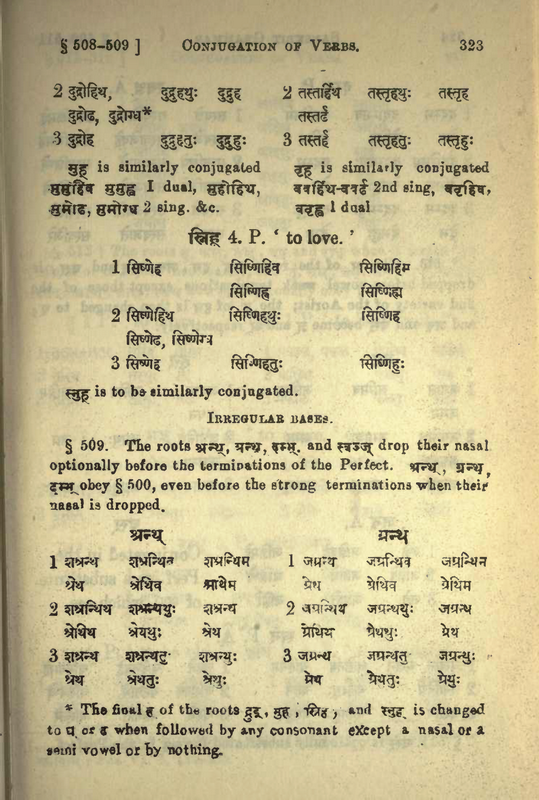 § 508-509 ] CONJUGATION OF VERBS. 323
2 दुद्रोहिथ, दुद्रुहथुः दुद्रुह 2 तस्तर्हिथ तस्तृहथुः तस्तृह
दुद्रोढ, दुद्रोग्ध* तस्तर्ढ
3 दुद्रोह दुद्रुहतुः दुद्रुहुः 3 तस्तर्ह तस्तृहतुः तस्तृहुः
मुह् is similarly conjugated वृह् is similarly conjugated
मुमुहिव मुमुह्व I dual, मुहोहिथ, ववर्हिथ-ववर्ढ 2nd sing, ववृहिव,
मुमोढ, मुमोग्ध 2 sing. &c. ववृह्व 1 dual
स्निह् 4. P. ‘ to love. ’
1 सिष्णेह सिष्णिहिव सिष्णिहिम
सिष्णिह्व सिष्णिह्म
2 सिष्णेहिथ सिष्णिहथुः सिष्णिह
सिष्णेढ, सिष्णेग्ध
3 सिष्णेह सिष्णिहतुः सिष्णिहुः
स्नुह् is to be similarly conjugated.
IRREGULAR BASES.
§ 509. The roots श्रन्थ्, ग्रन्थ्, दम्भ्. and स्वञ्ज् drop their nasal
optionally before the terminations of the Perfect. श्रन्थ्, ग्रन्थ्,
दम्भ् obey § 500, even before the strong terminations when their
nasal is dropped.
श्रन्थ् ग्रन्थ
1 शश्रन्थ शश्रन्थिव शश्रन्थिम 1 जग्रन्थ जग्रन्थिव जग्रन्थिन
श्रेथ श्रेथिव श्राथेम ग्रेथ ग्रेथिव ग्रेथिम
2 शश्रन्थिथ शश्रन्थथुः शश्रन्थ 2 जग्रन्थिथ जग्रन्थथुः जग्रन्थ
श्रेथिथ श्रेथथुः श्रेथ ग्रेथिथ ग्रेथथुः ग्रेथ
3 शश्रन्थ शश्रन्थतुः शश्रन्थुः 3 जग्रन्थ जग्रन्थतु जग्रन्थुः
श्रेथ श्रेथतुः श्रेथुः ग्रेथ ग्रेथतुः ग्रेथुः
* The final ह of the roots द्रुह्, मुह, स्निह, and स्नुह् is changed
to घ् or ढ when followed by any consonant except a nasal or a
semi vowel or by nothing.